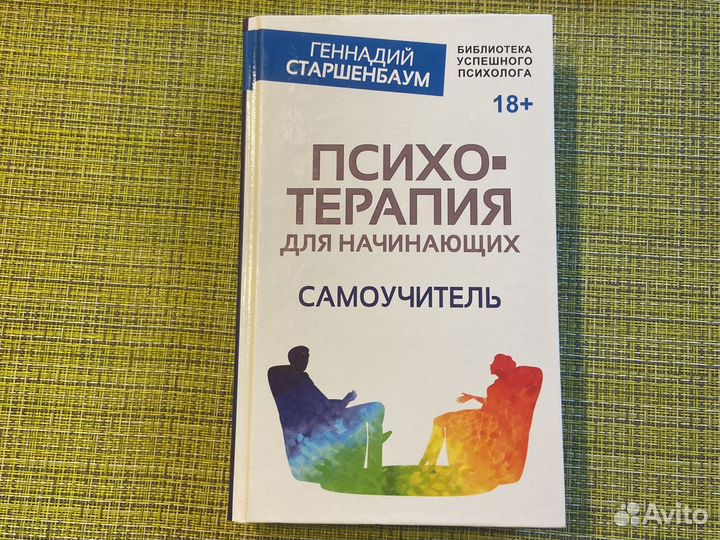 ГЕННАДИЙ
СТАРШЕНБАУМ
БИБЛИОТЕКА
УСПЕШНОГО
ПСИХОЛОГА
18+
ПСИХО-
ТЕРАПИЯ
ДЛЯ НАЧИНАЮЩИХ
САМОУЧИТЕЛЬ
Avito